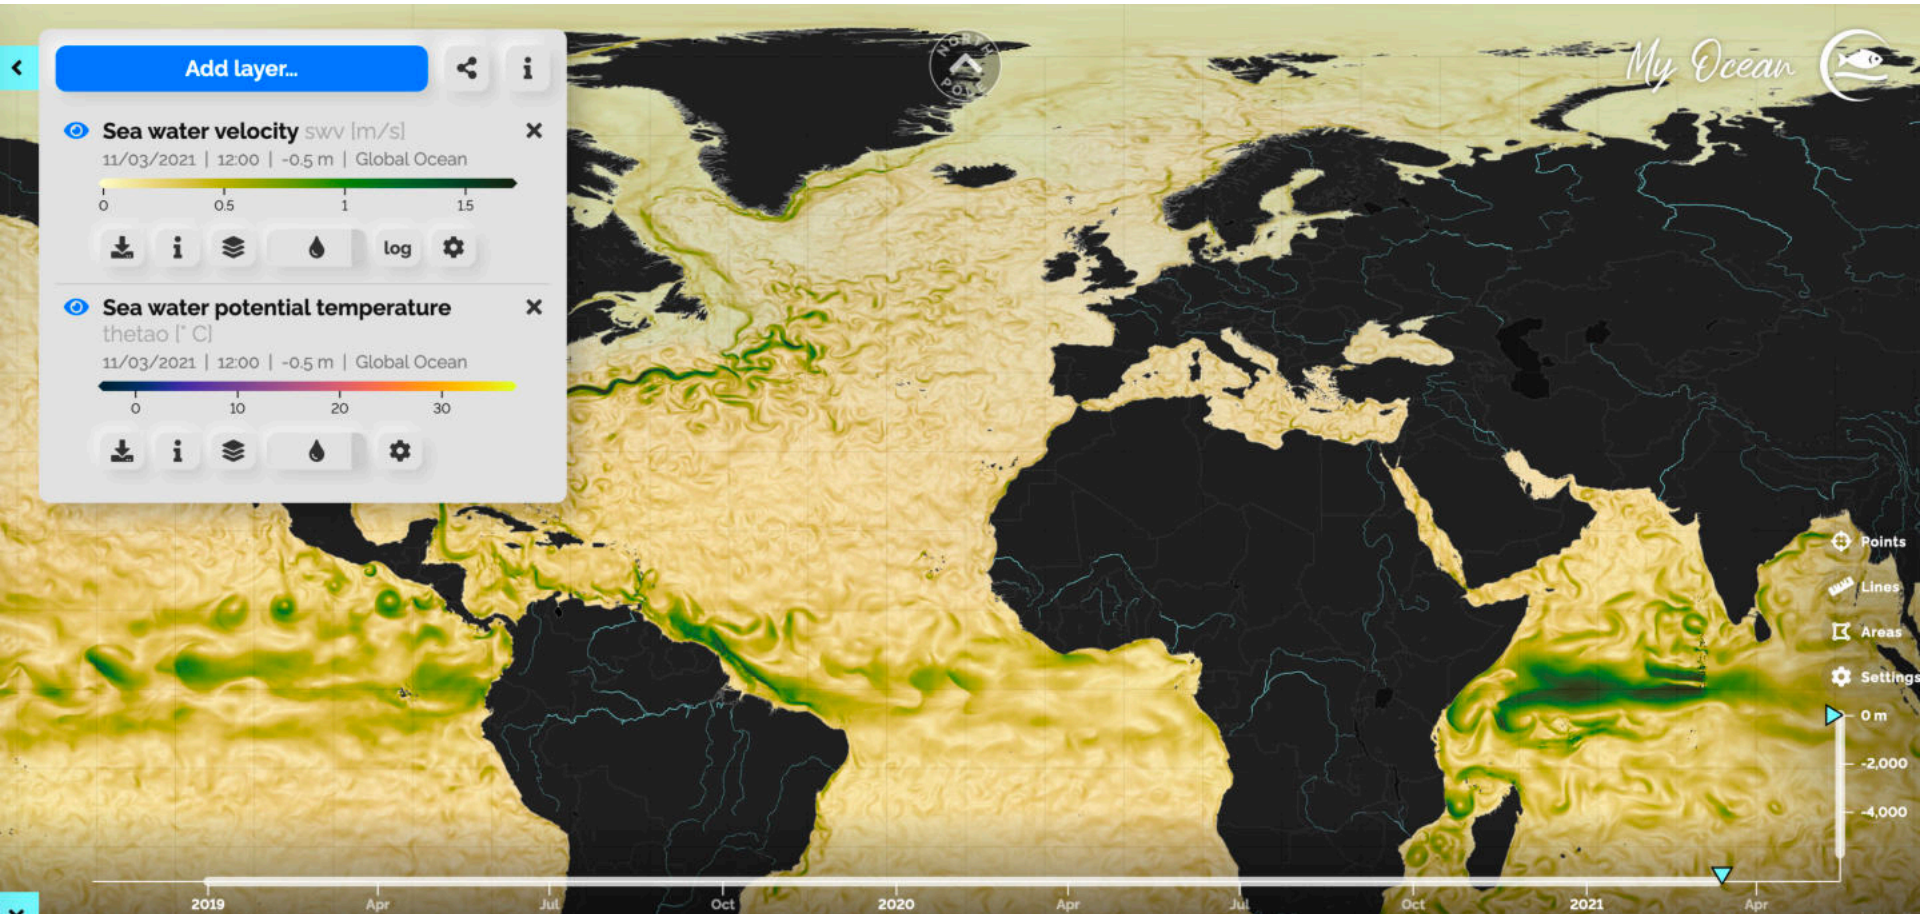 Add layer...
Sea water velocity swv [m/s]
11/03/2021 | 12:00 | -0.5 m | Global Ocean
0 0.5 1 1.5
log
Sea water potential temperature
thetao [° C]
11/03/2021 | 12:00 | -0.5 m | Global Ocean
0 10 20 30
NORTH
POLE
My Ocean
Points
Lines
Areas
Settings
0 m
-2,000
-4,000
2019 Apr Jul Oct 2020 Apr Jul Oct 2021 Apr